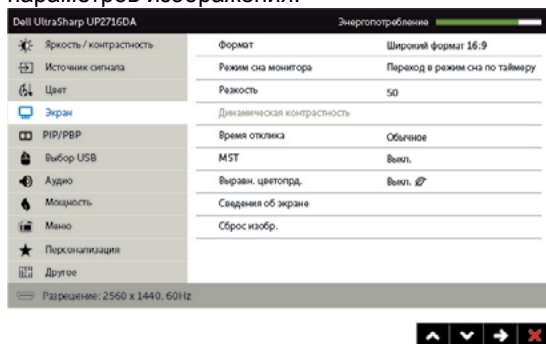 параметров изображения.
Dell UltraSharp UP2716DA Энергопотребление
Яркость / контрастность
Источник сигнала
Цвет
Экран
PIP/PBP
Выбор USB
Аудио
Мощность
Меню
Персонализация
Другое
Формат Широкий формат 16:9
Режим сна монитора Переход в режим сна по таймеру
Резкость 50
Динамическая контрастность
Время отклика Обычное
MST Выкл.
Выравн. цветопрд. Выкл.
Сведения об экране
Сброс изобр.
Разрешение: 2560 x 1440, 60Hz